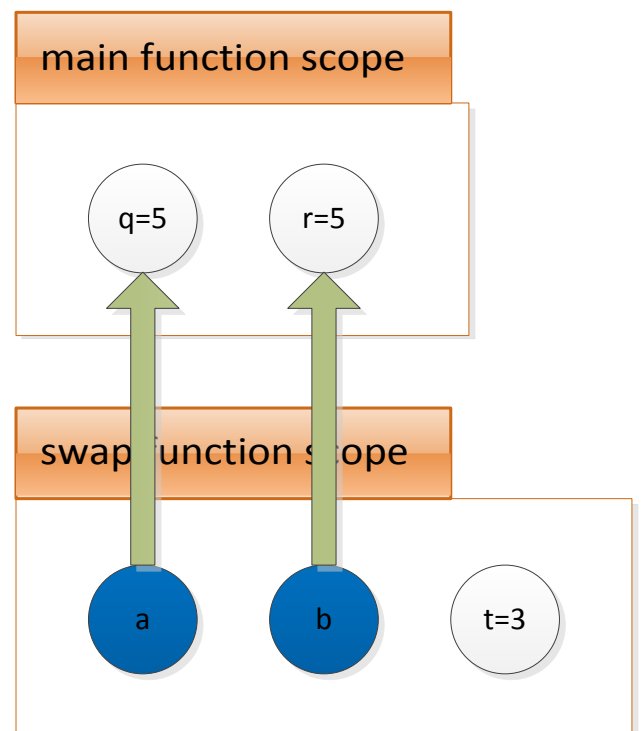 main function scope
q=5
r=5
swap function scope
a
b
t=3